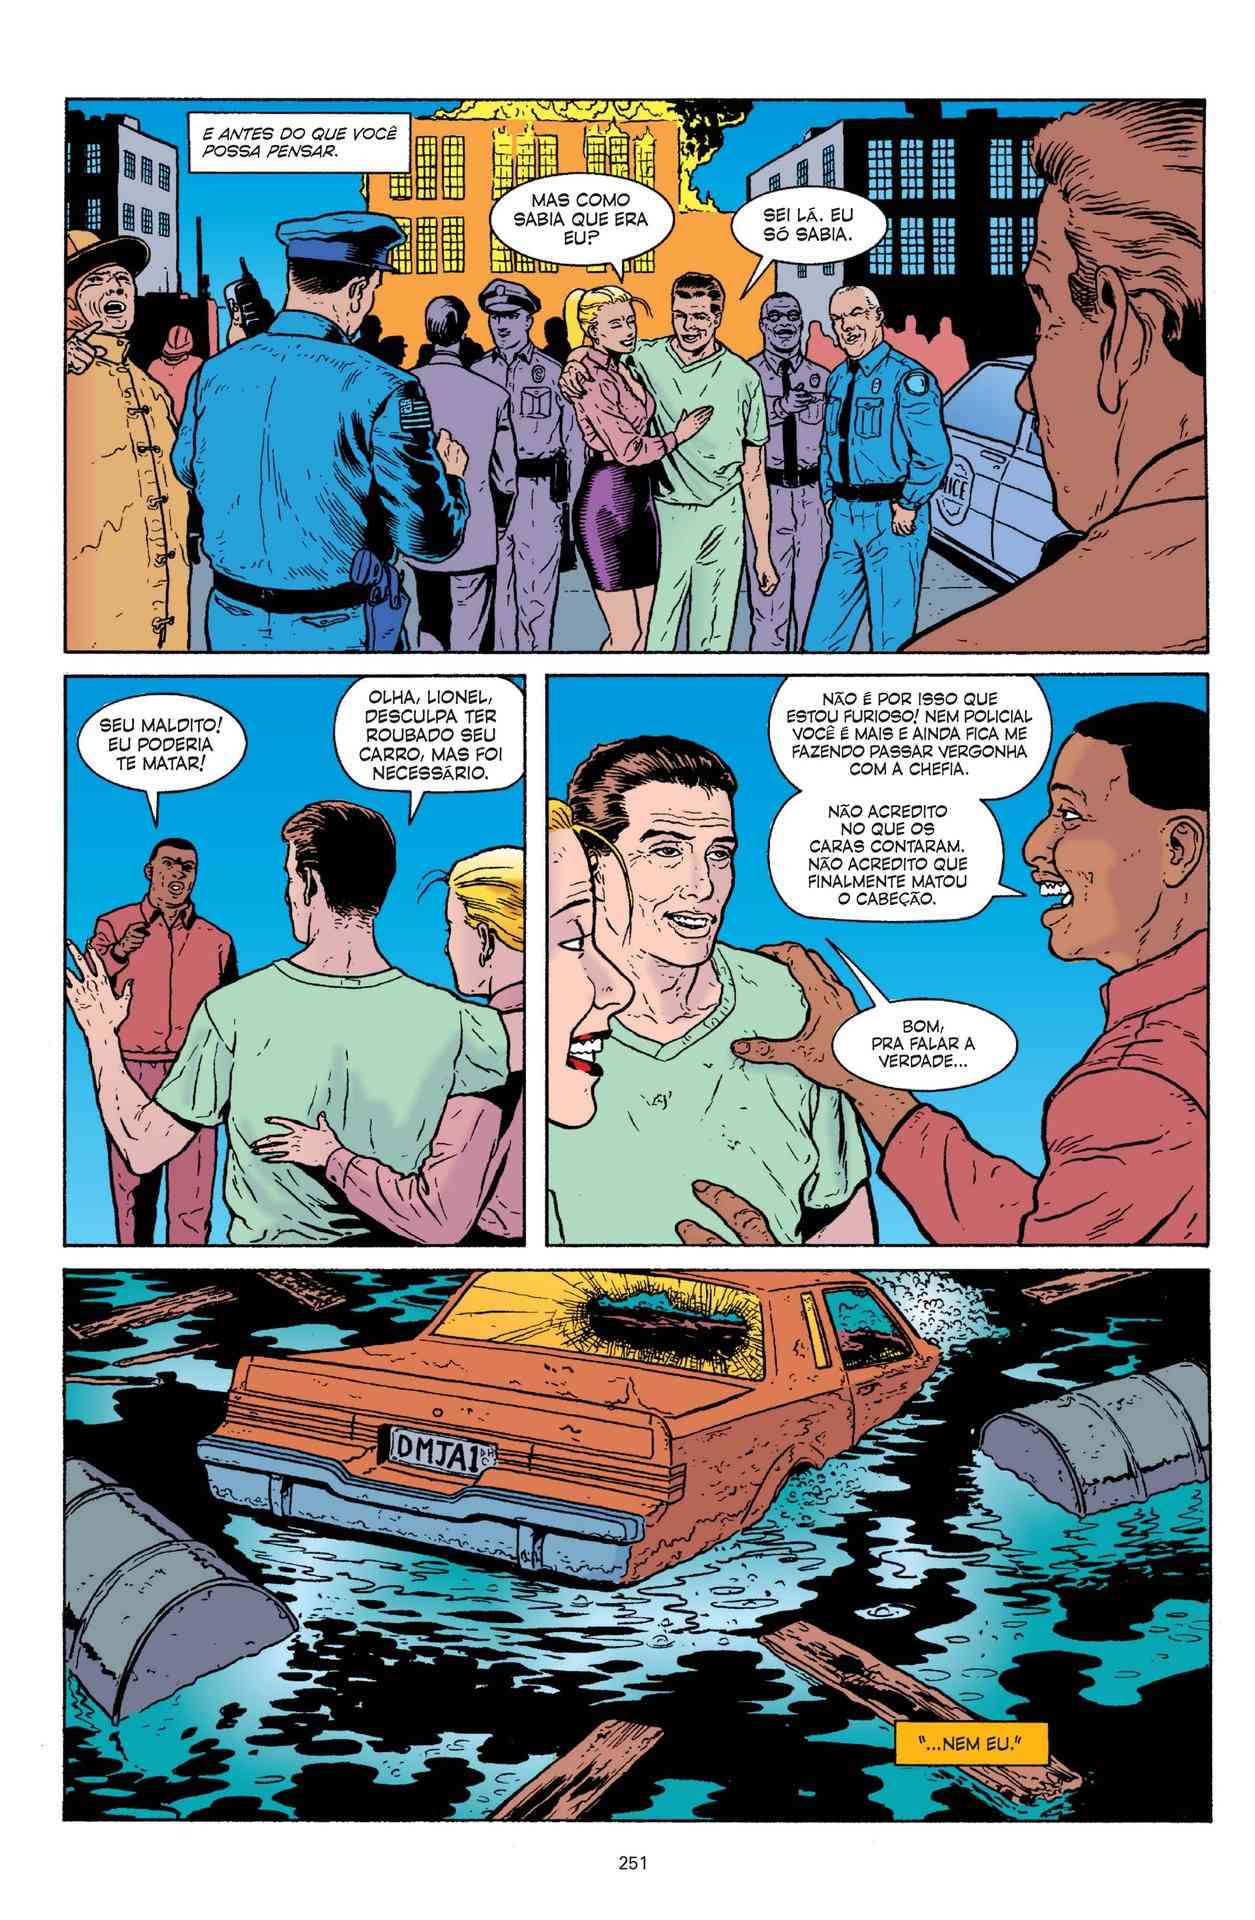 E ANTES DO QUE VOCÊ
POSSA PENSAR.
MAS COMO
SABIA QUE ERA
EU?
SEI LÁ. EU
SÓ SABIA.
SEU MALDITO!
EU PODERIA
TE MATAR!
OLHA, LIONEL,
DESCULPA TER
ROUBADO SEU
CARRO, MAS FOI
NECESSÁRIO.
NÃO É POR ISSO QUE
ESTOU FURIOSO! NEM POLICIAL
VOCÊ É MAIS E AINDA FICA ME
FAZENDO PASSAR VERGONHA
COM A CHEFIA.
NÃO ACREDITO
NO QUE OS
CARAS CONTARAM.
NÃO ACREDITO QUE
FINALMENTE MATOU
O CABEÇÃO.
BOM,
PRA FALAR A
VERDADE...
DMJA1
"...NEM EU."
251